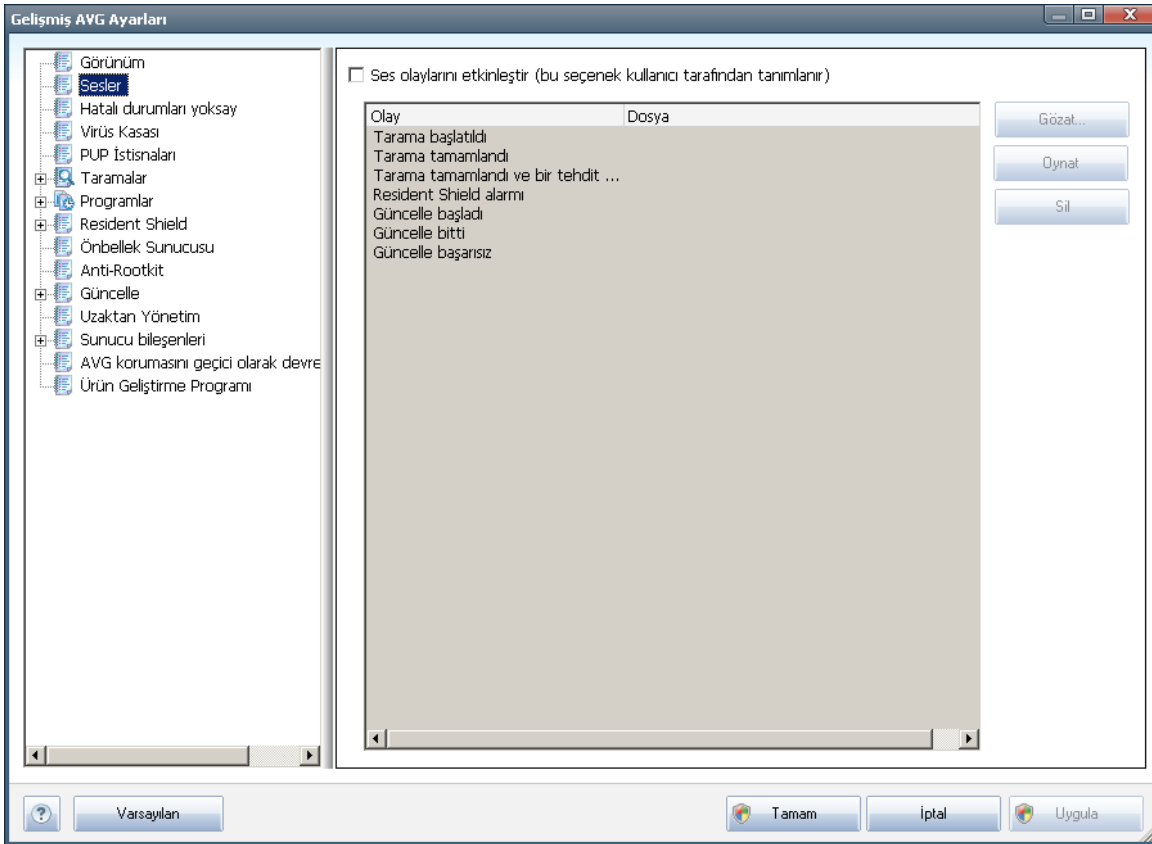 Gelişmiş AVG Ayarları
Görünüm
Sesler
Hatalı durumları yoksay
Virüs Kasası
PUP İstisnaları
Taramalar
Programlar
Resident Shield
Önbellek Sunucusu
Anti-Rootkit
Güncelle
Uzaktan Yönetim
Sunucu bileşenleri
AVG korumasını geçici olarak devre
Ürün Geliştirme Programı
Ses olaylarını etkinleştir (bu seçenek kullanıcı tarafından tanımlanır)
Olay Dosya
Tarama başlatıldı
Tarama tamamlandı
Tarama tamamlandı ve bir tehdit ...
Resident Shield alarmı
Güncelle başladı
Güncelle bitti
Güncelle başarısız
Gözat...
Oynat
Sil
? Varsayılan Tamam İptal Uygula